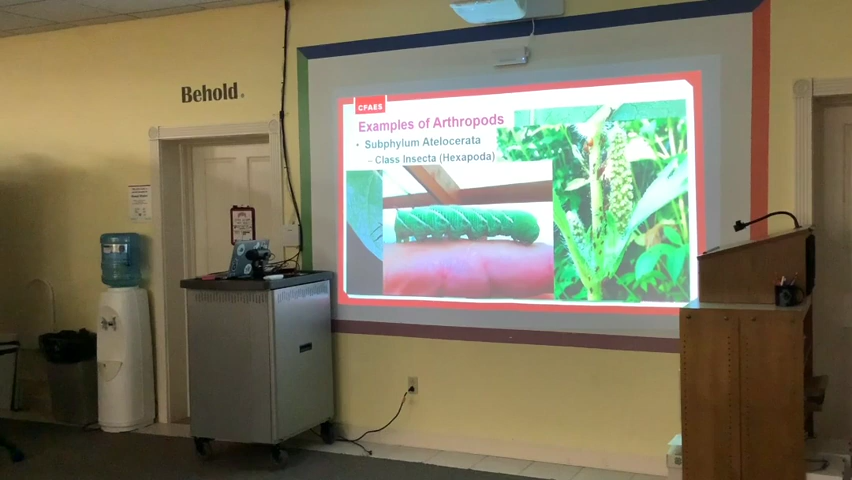 Behold.
CFAES
Examples of Arthropods
• Subphylum Atelocerata
– Class Insecta (Hexapoda)